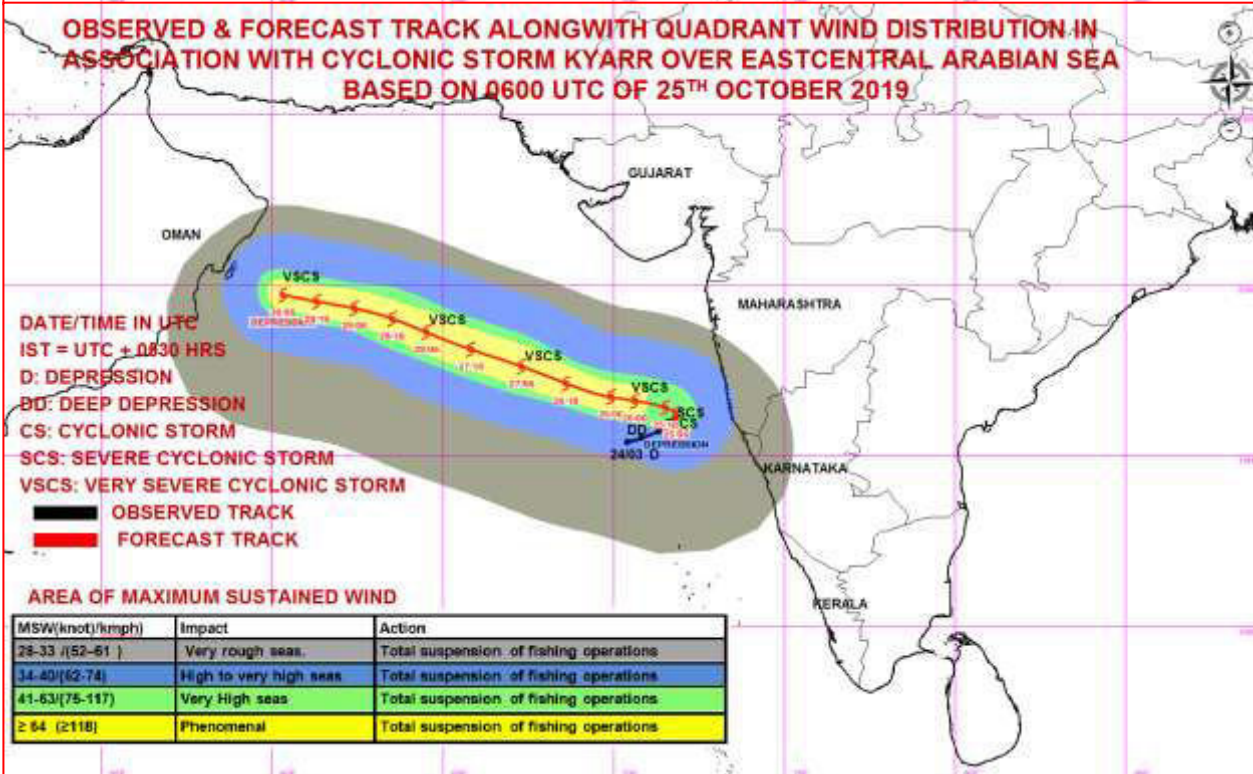 OBSERVED & FORECAST TRACK ALONGWITH QUADRANT WIND DISTRIBUTION IN
ASSOCIATION WITH CYCLONIC STORM KYARR OVER EASTCENTRAL ARABIAN SEA
BASED ON 0600 UTC OF 25TH OCTOBER 2019
GUJARAT
OMAN
MAHARASHTRA
VSCS
VSCS
VSCS
VSCS
SCS
CS
DD
DEPRESSION
24/03 D
KARNATAKA
KERALA
DATE/TIME IN UTC
IST = UTC + 0530 HRS
D: DEPRESSION
DD: DEEP DEPRESSION
CS: CYCLONIC STORM
SCS: SEVERE CYCLONIC STORM
VSCS: VERY SEVERE CYCLONIC STORM
OBSERVED TRACK
FORECAST TRACK
AREA OF MAXIMUM SUSTAINED WIND
MSW(knot)/kmph) Impact Action
28-33 /(52–61 ) Very rough seas. Total suspension of fishing operations
34-40/(62-74) High to very high seas Total suspension of fishing operations
41-63/(75-117) Very High seas Total suspension of fishing operations
≥ 64 (≥118) Phenomenal Total suspension of fishing operations